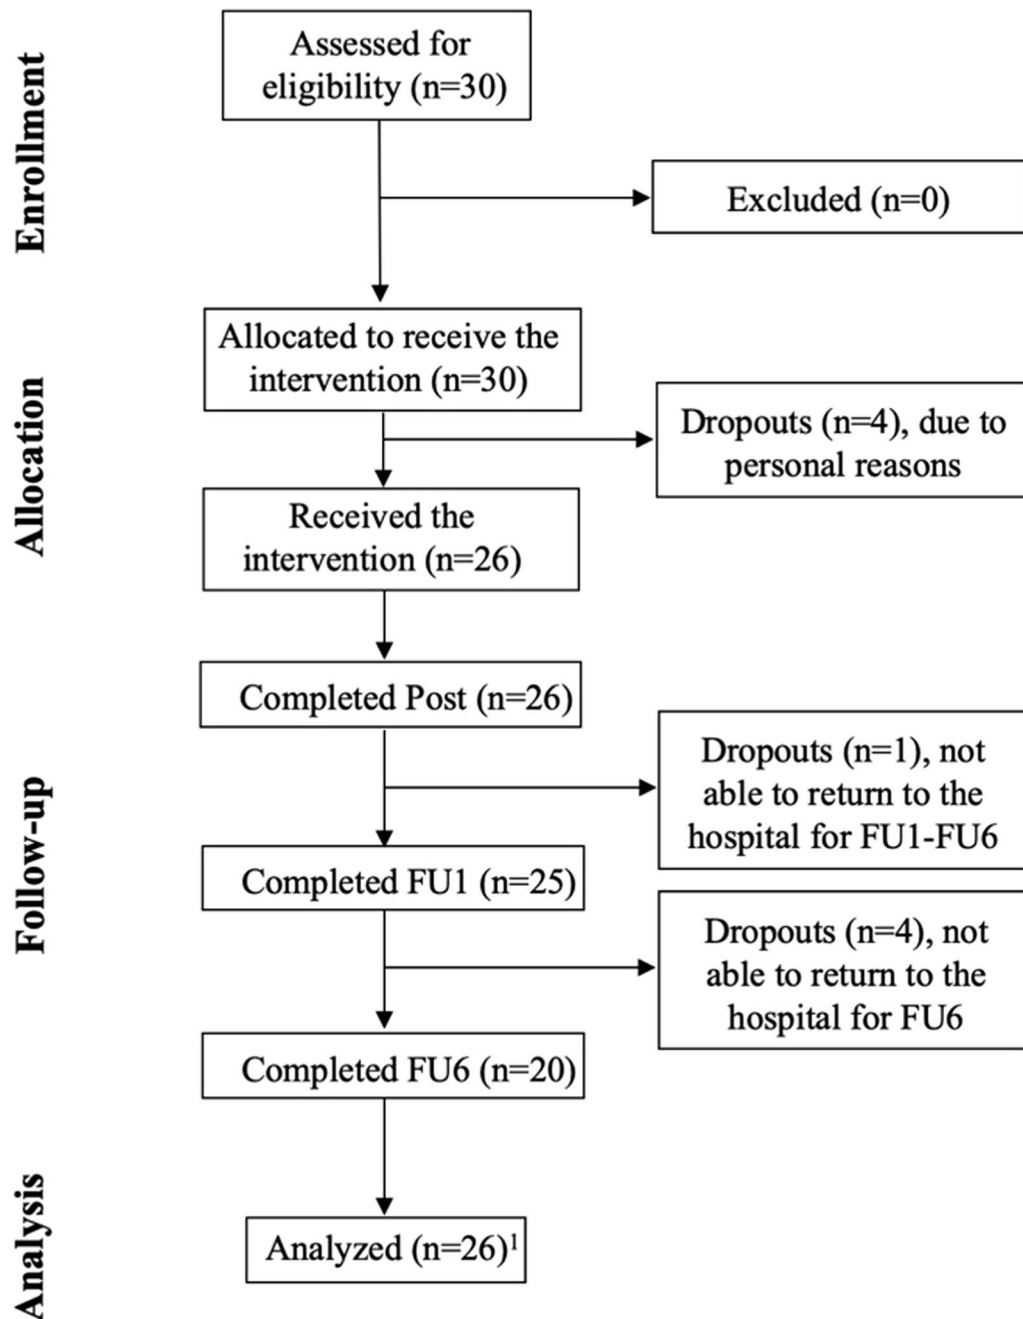 Enrollment
Assessed for
eligibility (n=30)
Excluded (n=0)
Allocation
Allocated to receive the
intervention (n=30)
Dropouts (n=4), due to
personal reasons
Received the
intervention (n=26)
Follow-up
Completed Post (n=26)
Dropouts (n=1), not
able to return to the
hospital for FU1-FU6
Completed FU1 (n=25)
Dropouts (n=4), not
able to return to the
hospital for FU6
Completed FU6 (n=20)
Analysis
Analyzed (n=26)¹